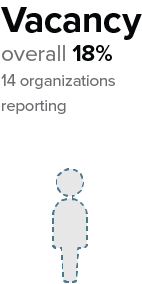 Vacancy
overall 18%
14 organizations
reporting